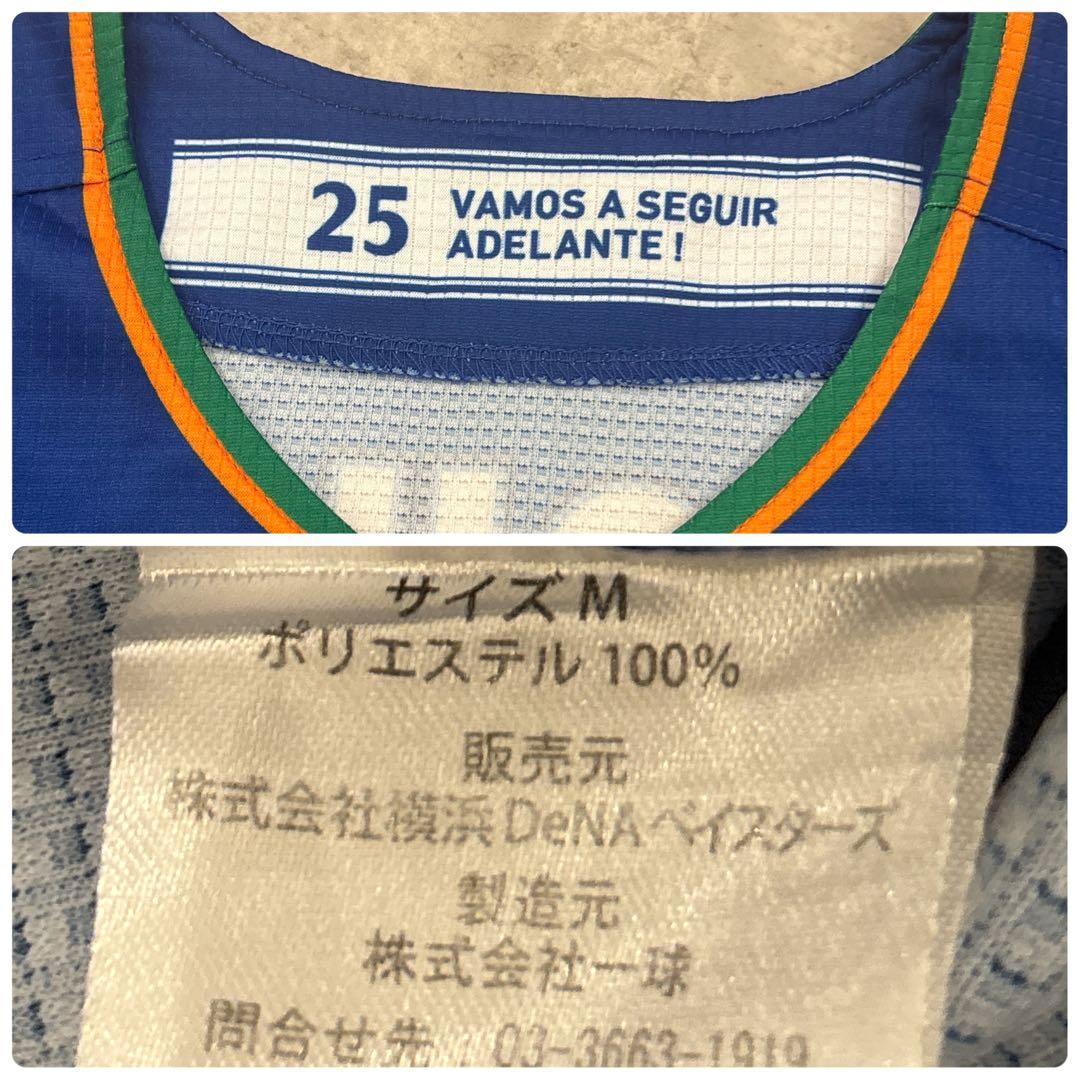 25 VAMOS A SEGUIR
ADELANTE!
サイズ M
ポリエステル 100%
販売元
株式会社横浜DeNAベイスターズ
製造元
株式会社一球
問合せ先 03-3663-1919